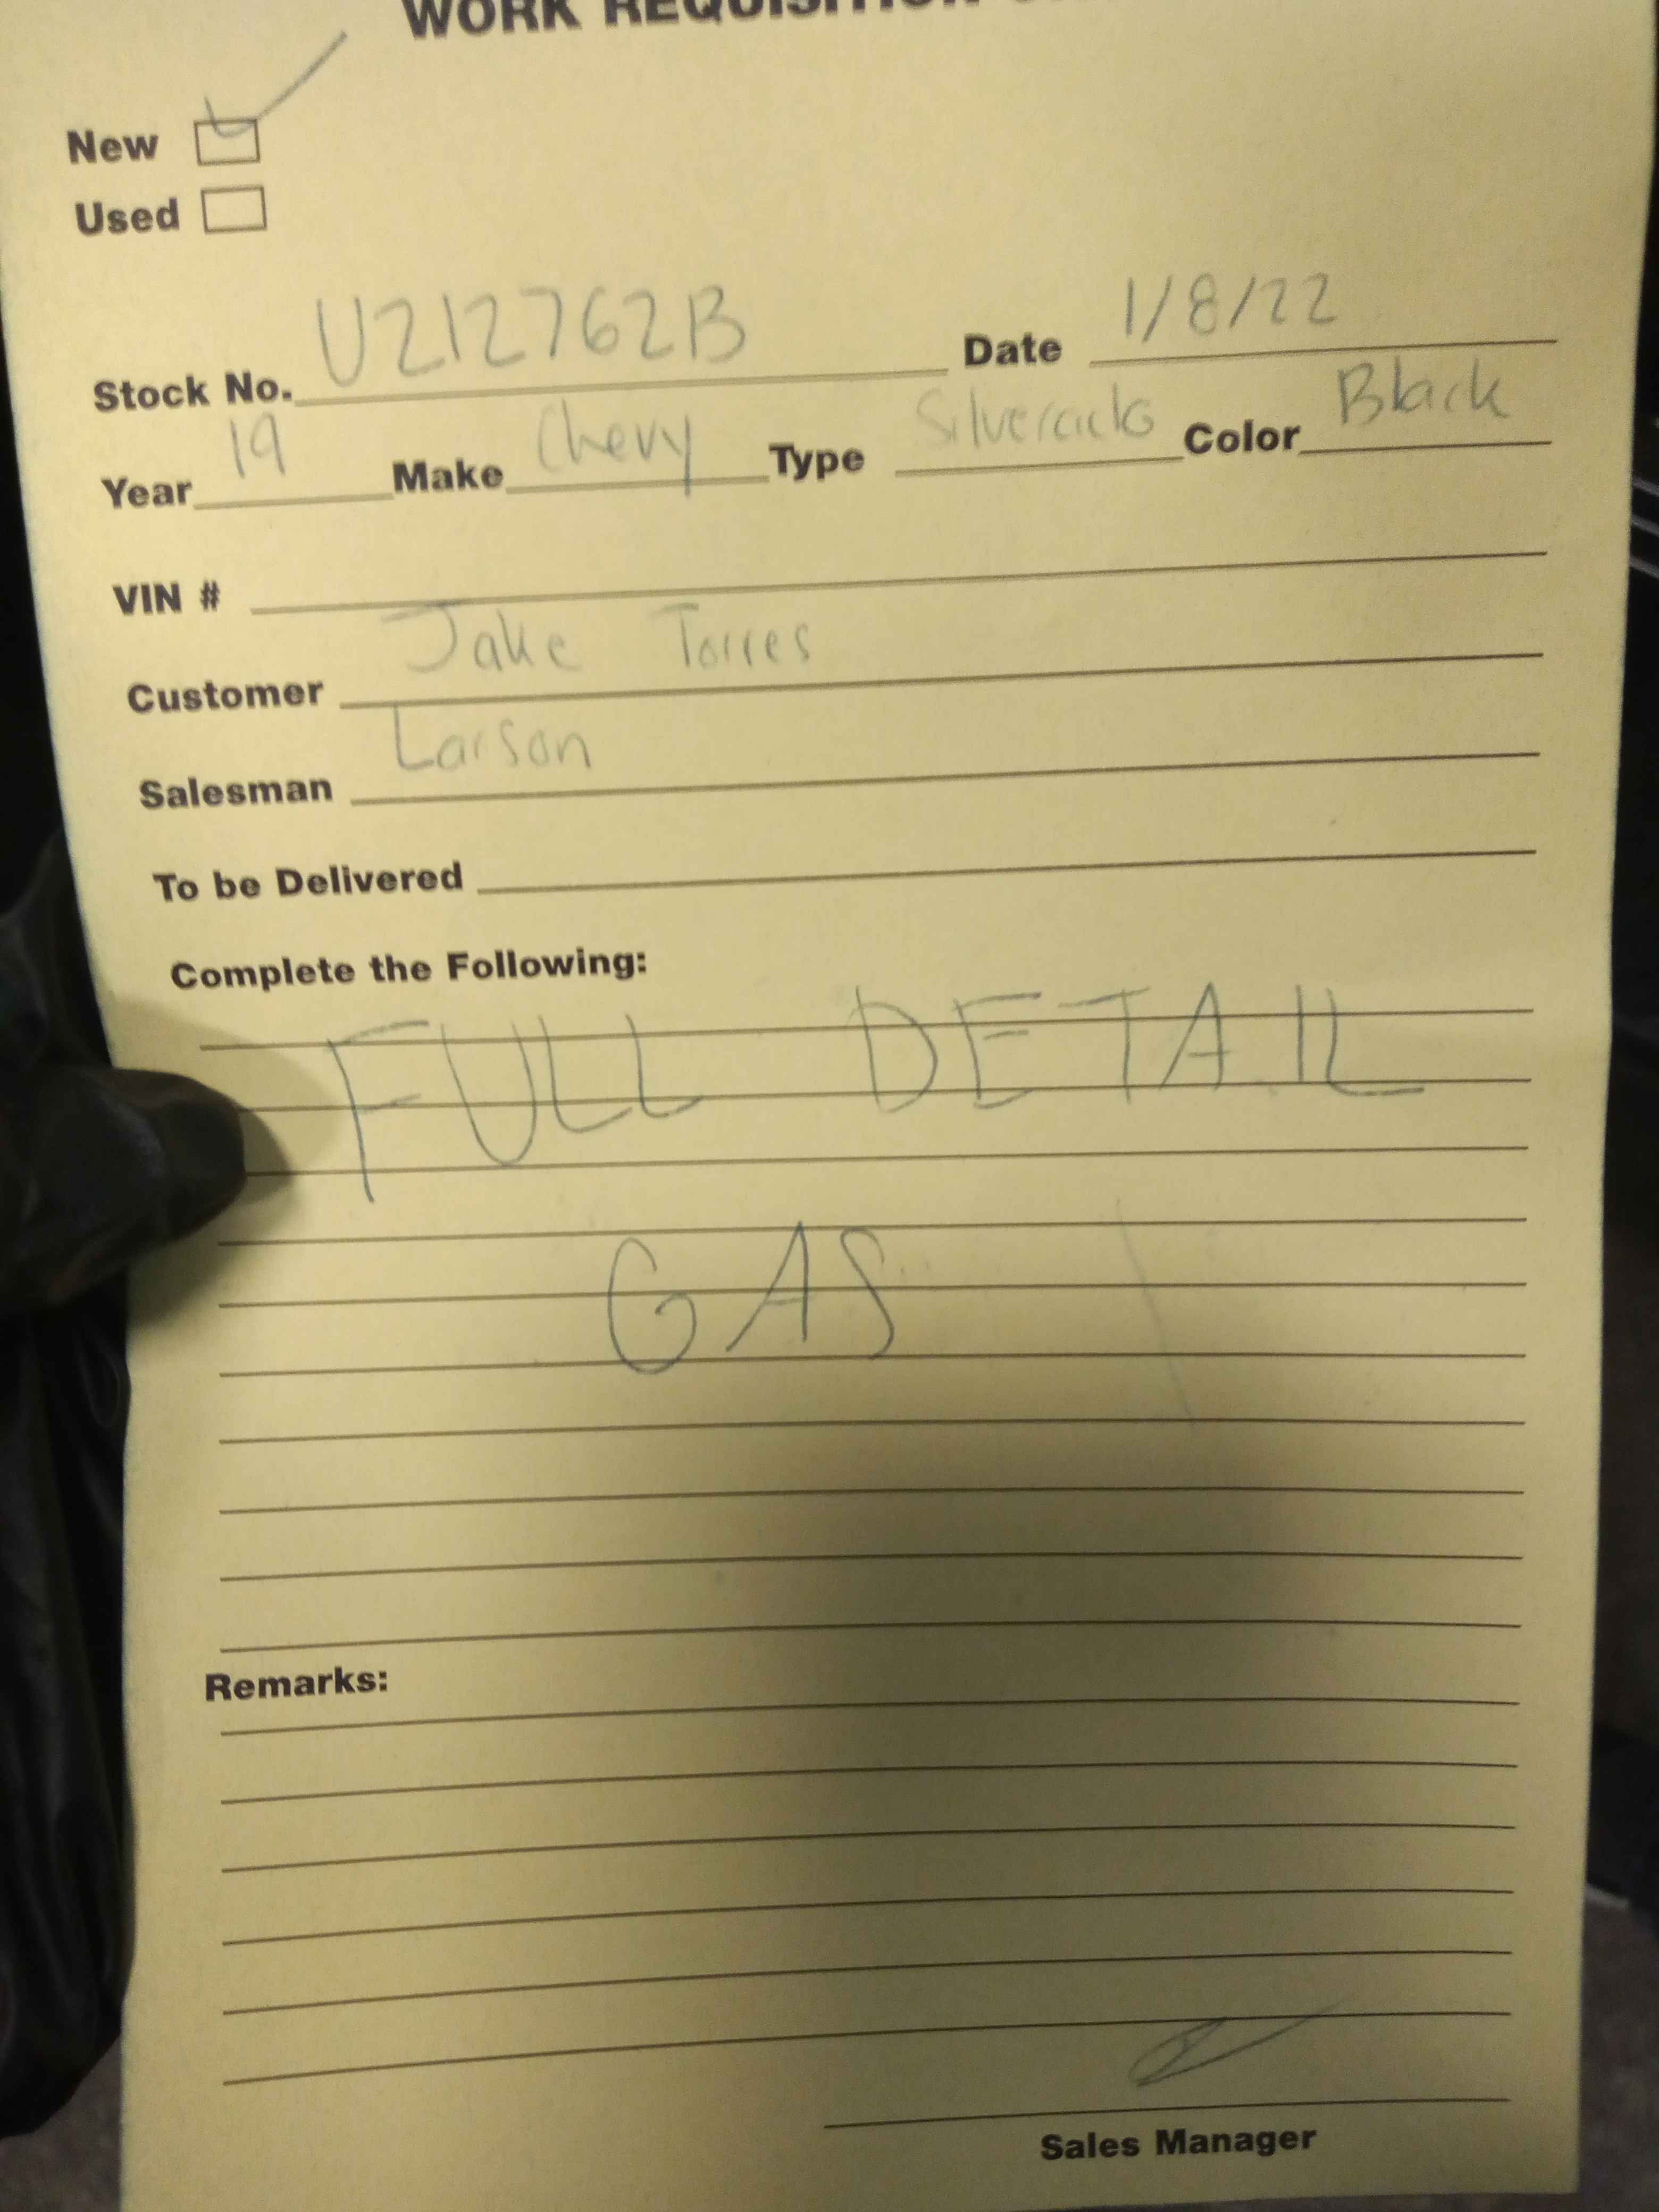 WORK REQUISITION
New
Used
Stock No. U212762B Date 1/8/22
Year 19 Make Chevy Type Silverado Color Black
VIN #
Customer Jake Torres
Salesman Larson
To be Delivered
Complete the Following:
FULL DETAIL
GAS
Remarks:
Sales Manager